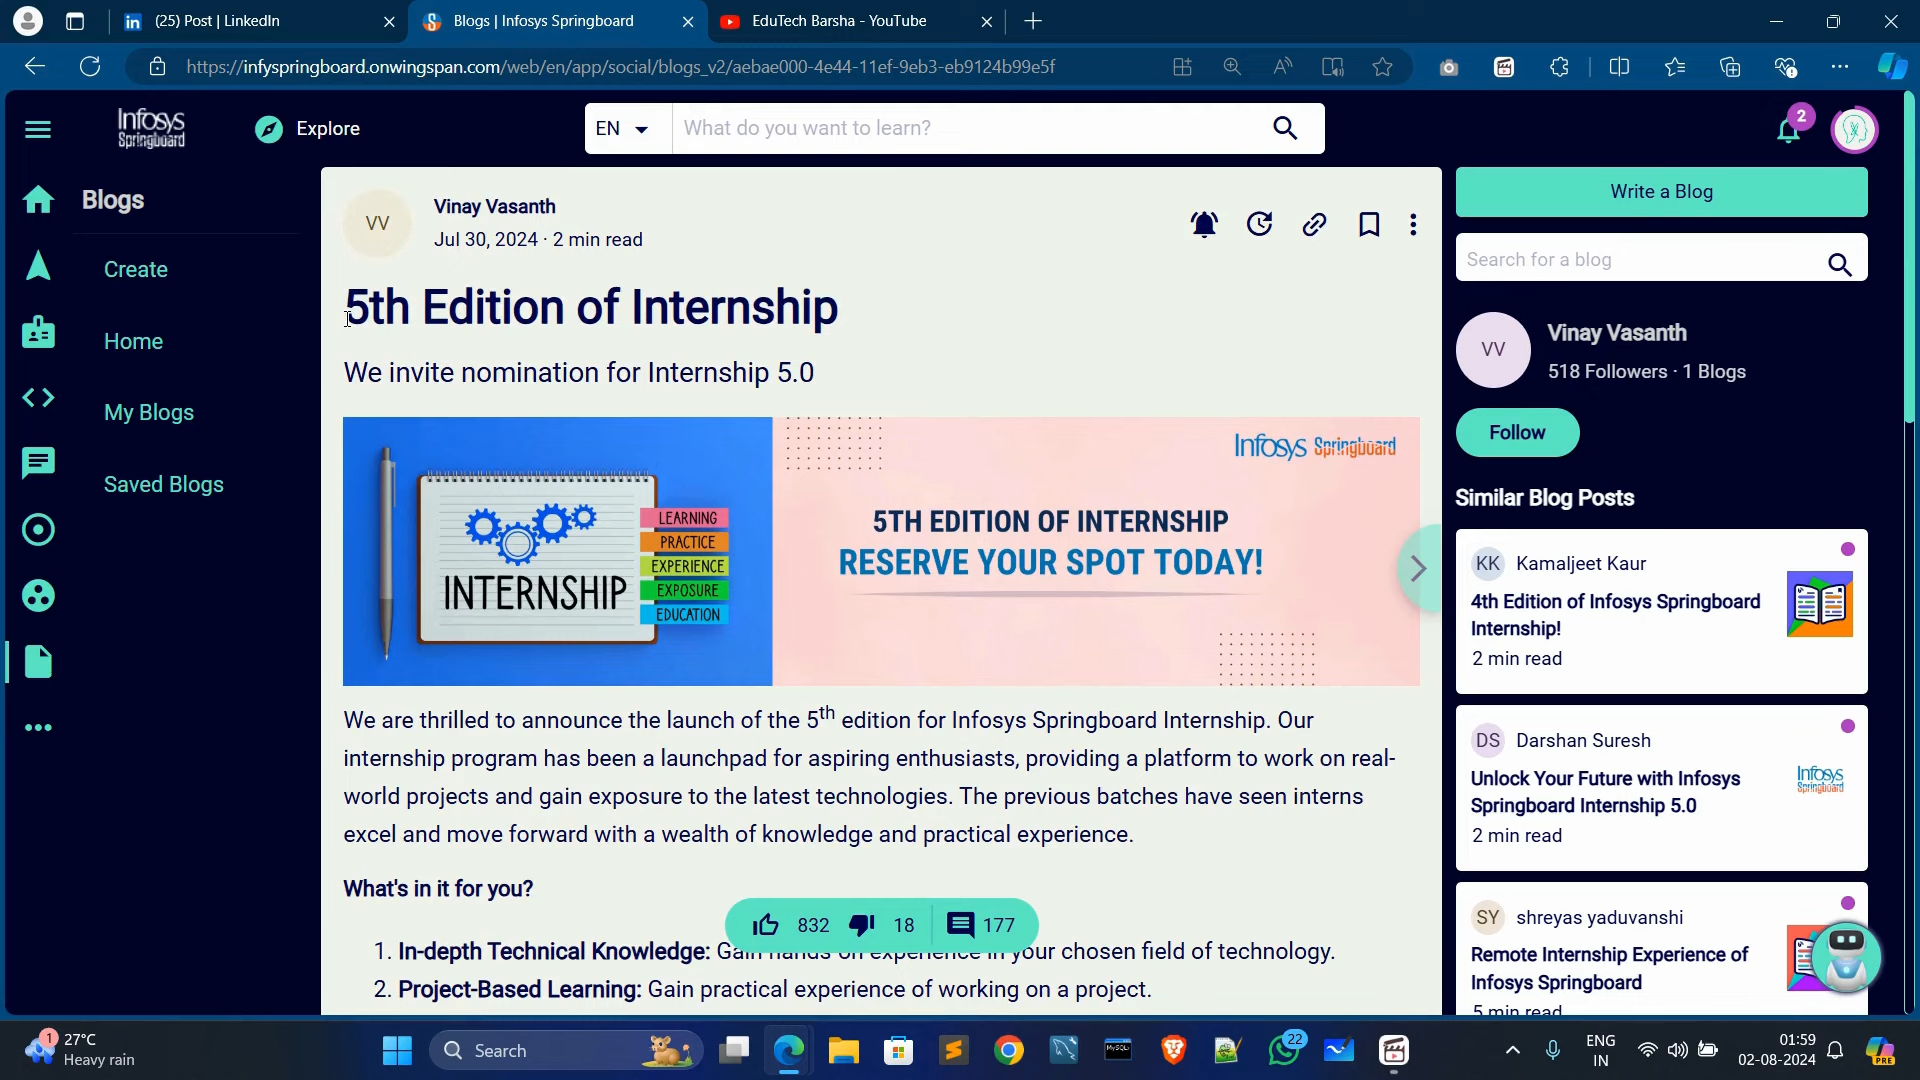 (25) Post | LinkedIn
Blogs | Infosys Springboard
EduTech Barsha - YouTube
https://infyspringboard.onwingspan.com/web/en/app/social/blogs_v2/aebae000-4e44-11ef-9eb3-eb9124b99e5f
Infosys
Springboard
Explore
EN
What do you want to learn?
2
Blogs
Create
Home
My Blogs
Saved Blogs
VV
Vinay Vasanth
Jul 30, 2024 · 2 min read
5th Edition of Internship
We invite nomination for Internship 5.0
INTERNSHIP
LEARNING
PRACTICE
EXPERIENCE
EXPOSURE
EDUCATION
Infosys Springboard
5TH EDITION OF INTERNSHIP
RESERVE YOUR SPOT TODAY!
We are thrilled to announce the launch of the 5th edition for Infosys Springboard Internship. Our
internship program has been a launchpad for aspiring enthusiasts, providing a platform to work on real-
world projects and gain exposure to the latest technologies. The previous batches have seen interns
excel and move forward with a wealth of knowledge and practical experience.
What's in it for you?
1. In-depth Technical Knowledge: Gain hands-on experience in your chosen field of technology.
2. Project-Based Learning: Gain practical experience of working on a project.
832 18 177
Write a Blog
Search for a blog
VV
Vinay Vasanth
518 Followers · 1 Blogs
Follow
Similar Blog Posts
KK Kamaljeet Kaur
4th Edition of Infosys Springboard
Internship!
2 min read
DS Darshan Suresh
Unlock Your Future with Infosys
Springboard Internship 5.0
2 min read
Infosys
Springboard
SY shreyas yaduvanshi
Remote Internship Experience of
Infosys Springboard
5 min read
1
27°C
Heavy rain
Search
MySQL
22
ENG
IN
01:59
02-08-2024
PRE